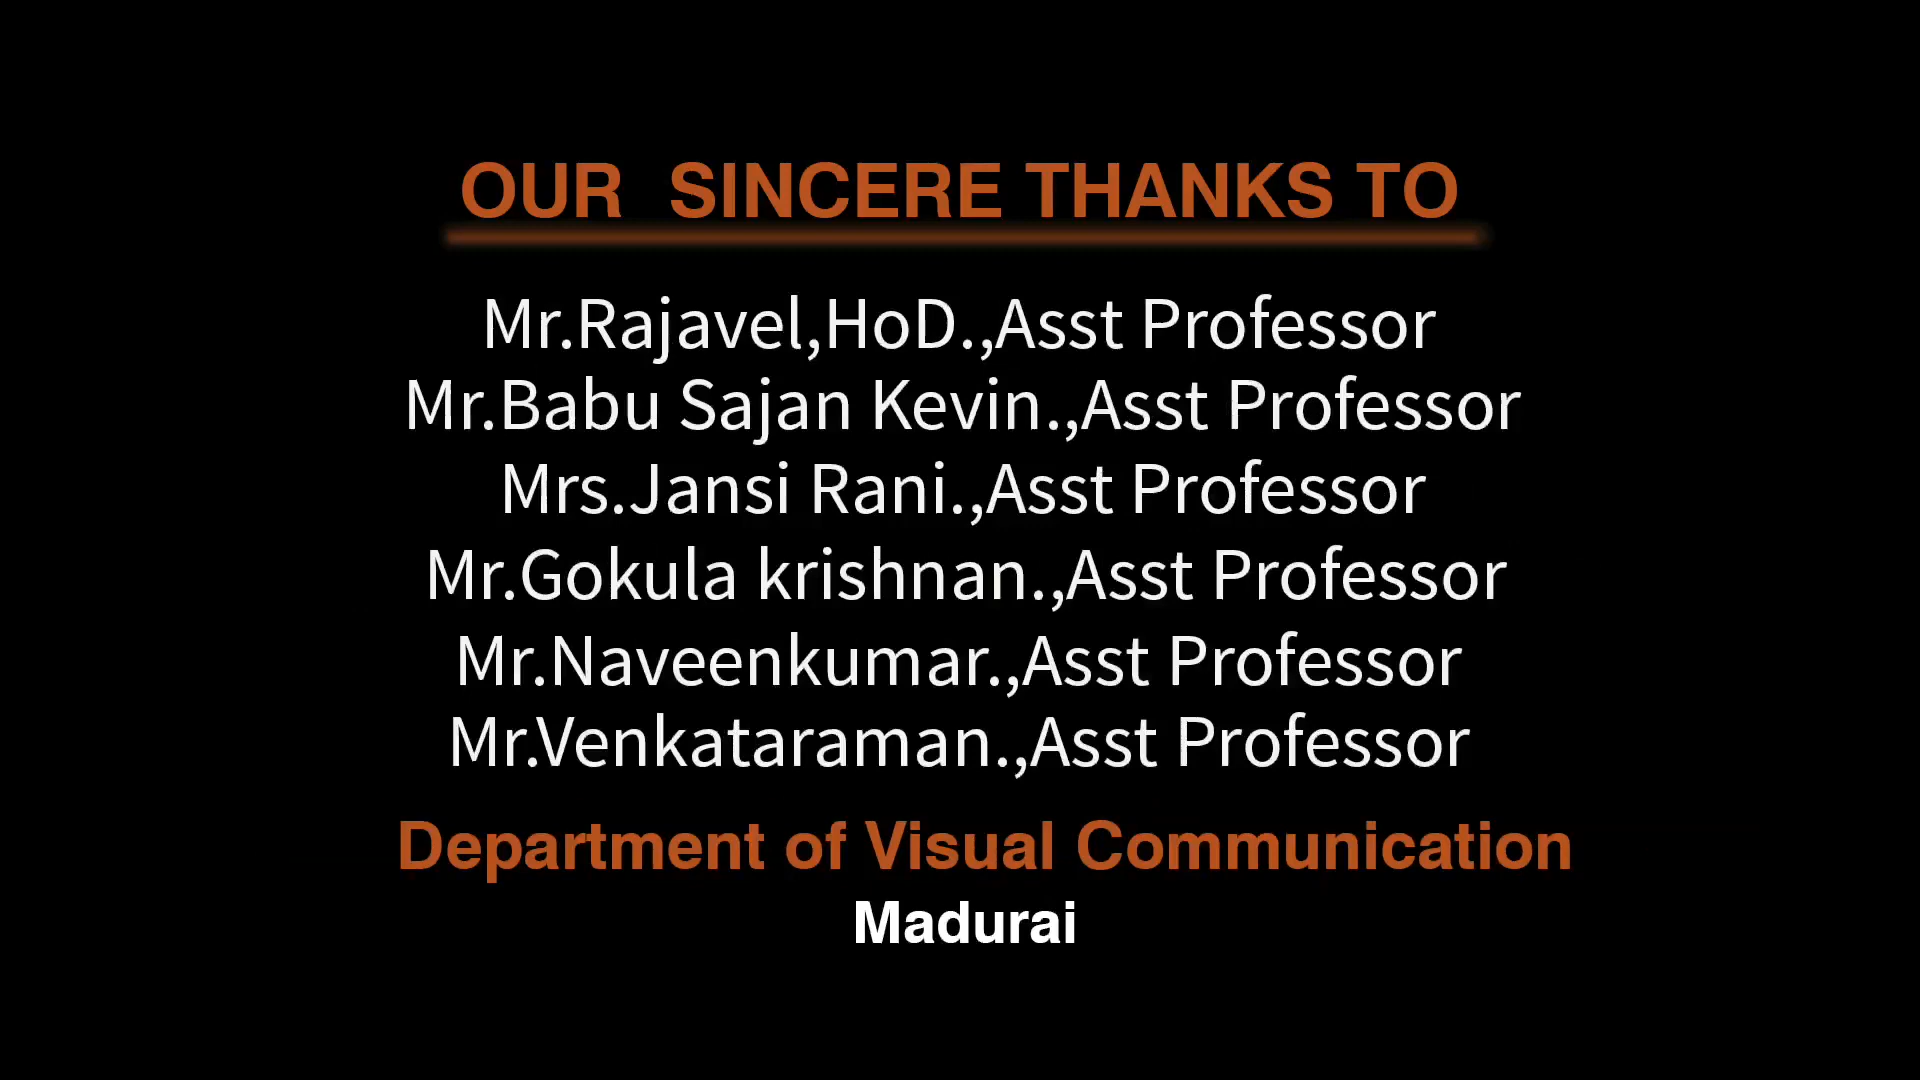 OUR SINCERE THANKS TO
Mr.Rajavel,HoD.,Asst Professor
Mr.Babu Sajan Kevin.,Asst Professor
Mrs.Jansi Rani.,Asst Professor
Mr.Gokula krishnan.,Asst Professor
Mr.Naveenkumar.,Asst Professor
Mr.Venkataraman.,Asst Professor
Department of Visual Communication
Madurai